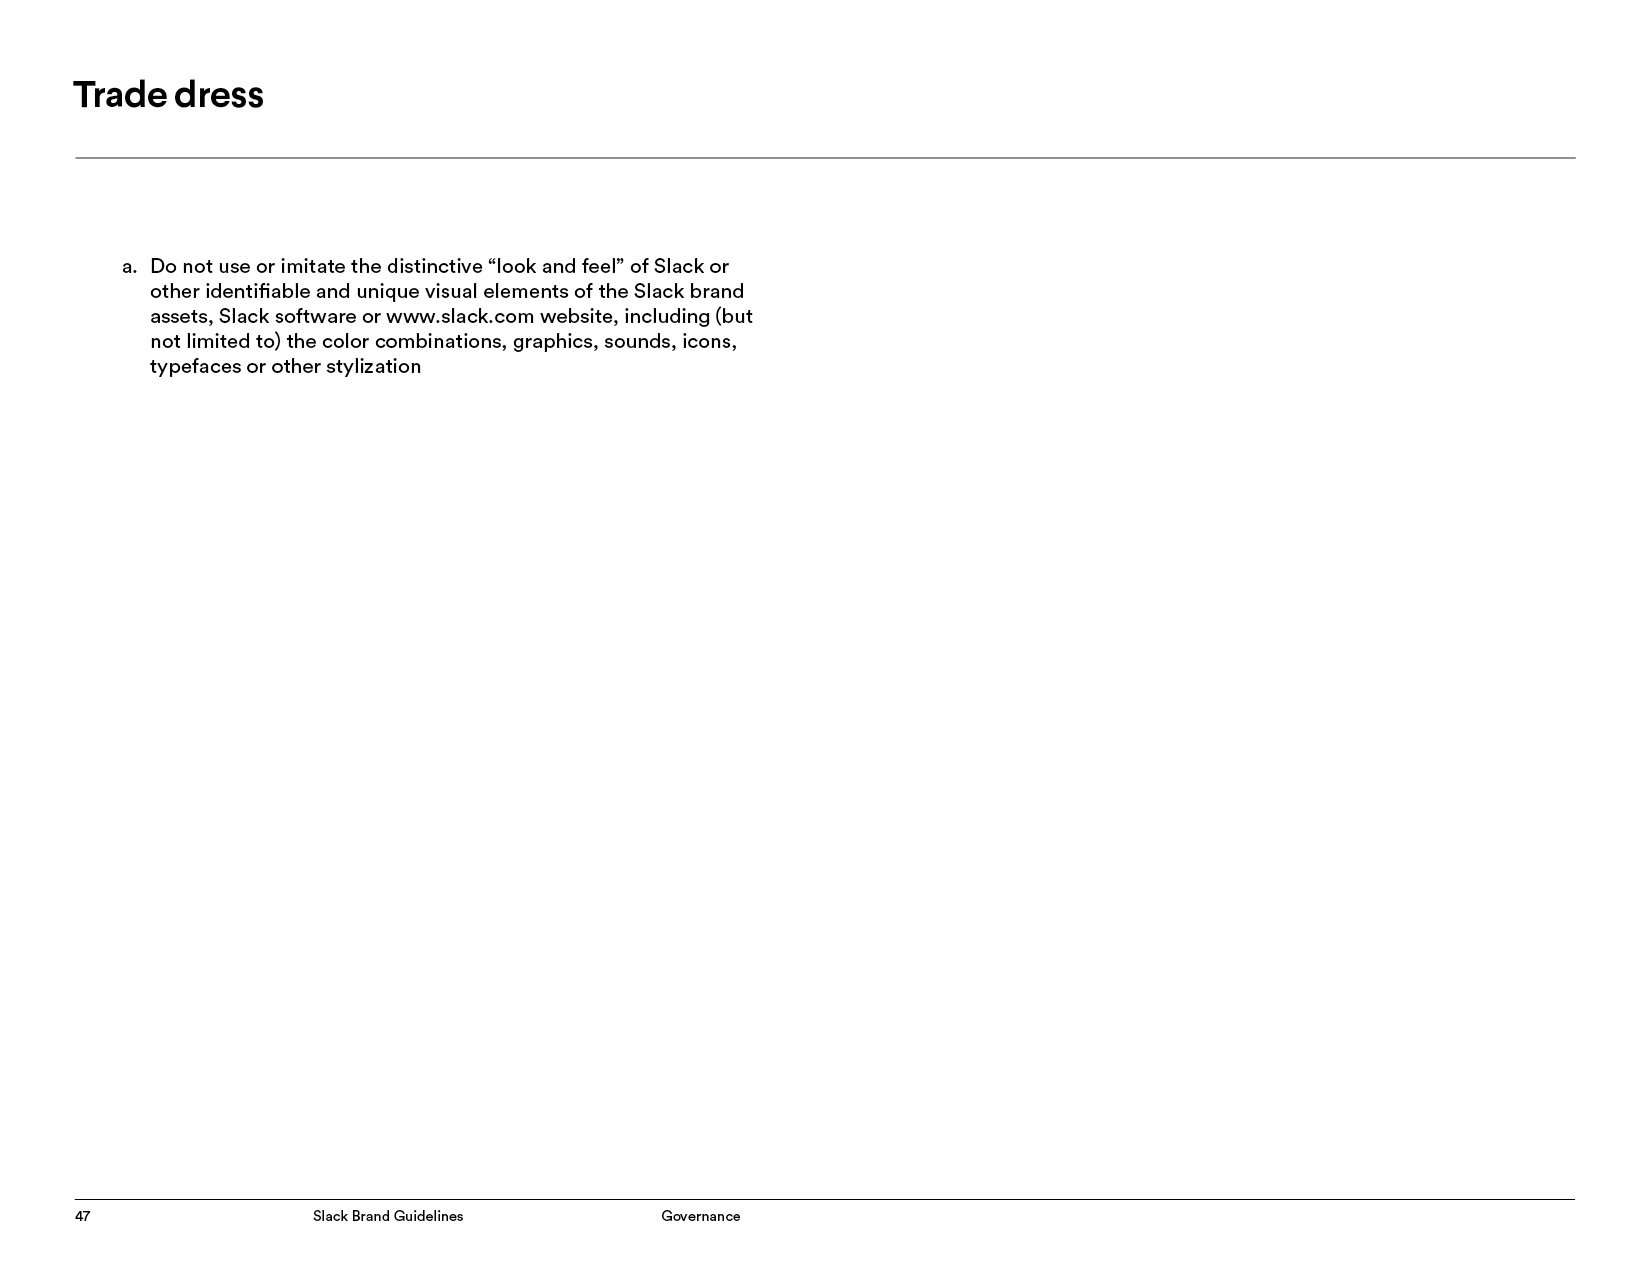 Trade dress
a. Do not use or imitate the distinctive “look and feel” of Slack or
other identifiable and unique visual elements of the Slack brand
assets, Slack software or www.slack.com website, including (but
not limited to) the color combinations, graphics, sounds, icons,
typefaces or other stylization
47 Slack Brand Guidelines Governance